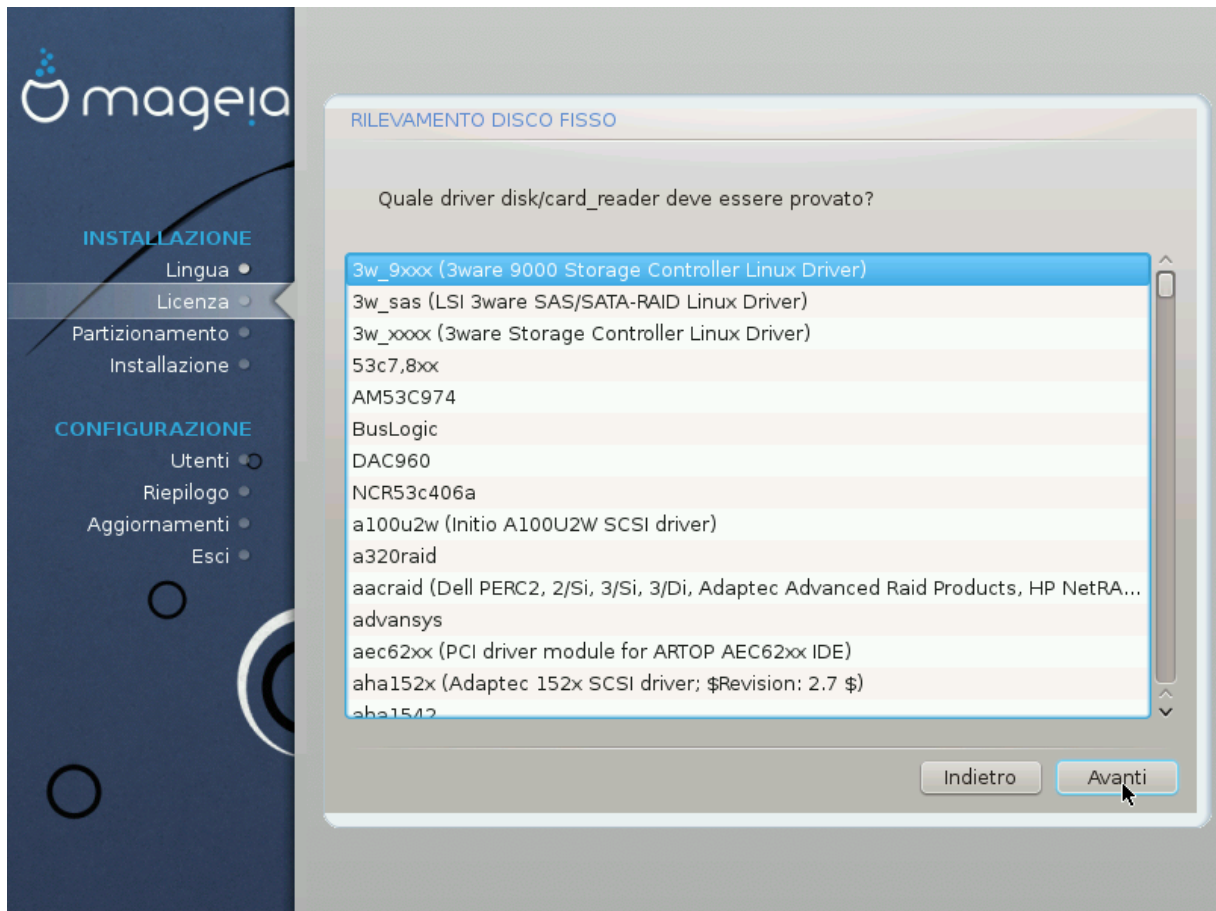 mageia
INSTALLAZIONE
Lingua
Licenza
Partizionamento
Installazione
CONFIGURAZIONE
Utenti
Riepilogo
Aggiornamenti
Esci
RILEVAMENTO DISCO FISSO
Quale driver disk/card_reader deve essere provato?
3w_9xxx (3ware 9000 Storage Controller Linux Driver)
3w_sas (LSI 3ware SAS/SATA-RAID Linux Driver)
3w_xxxx (3ware Storage Controller Linux Driver)
53c7,8xx
AM53C974
BusLogic
DAC960
NCR53c406a
a100u2w (Initio A100U2W SCSI driver)
a320raid
aacraid (Dell PERC2, 2/Si, 3/Si, 3/Di, Adaptec Advanced Raid Products, HP NetRA...
advansys
aec62xx (PCI driver module for ARTOP AEC62xx IDE)
aha152x (Adaptec 152x SCSI driver; $Revision: 2.7 $)
aha1542
Indietro
Avanti